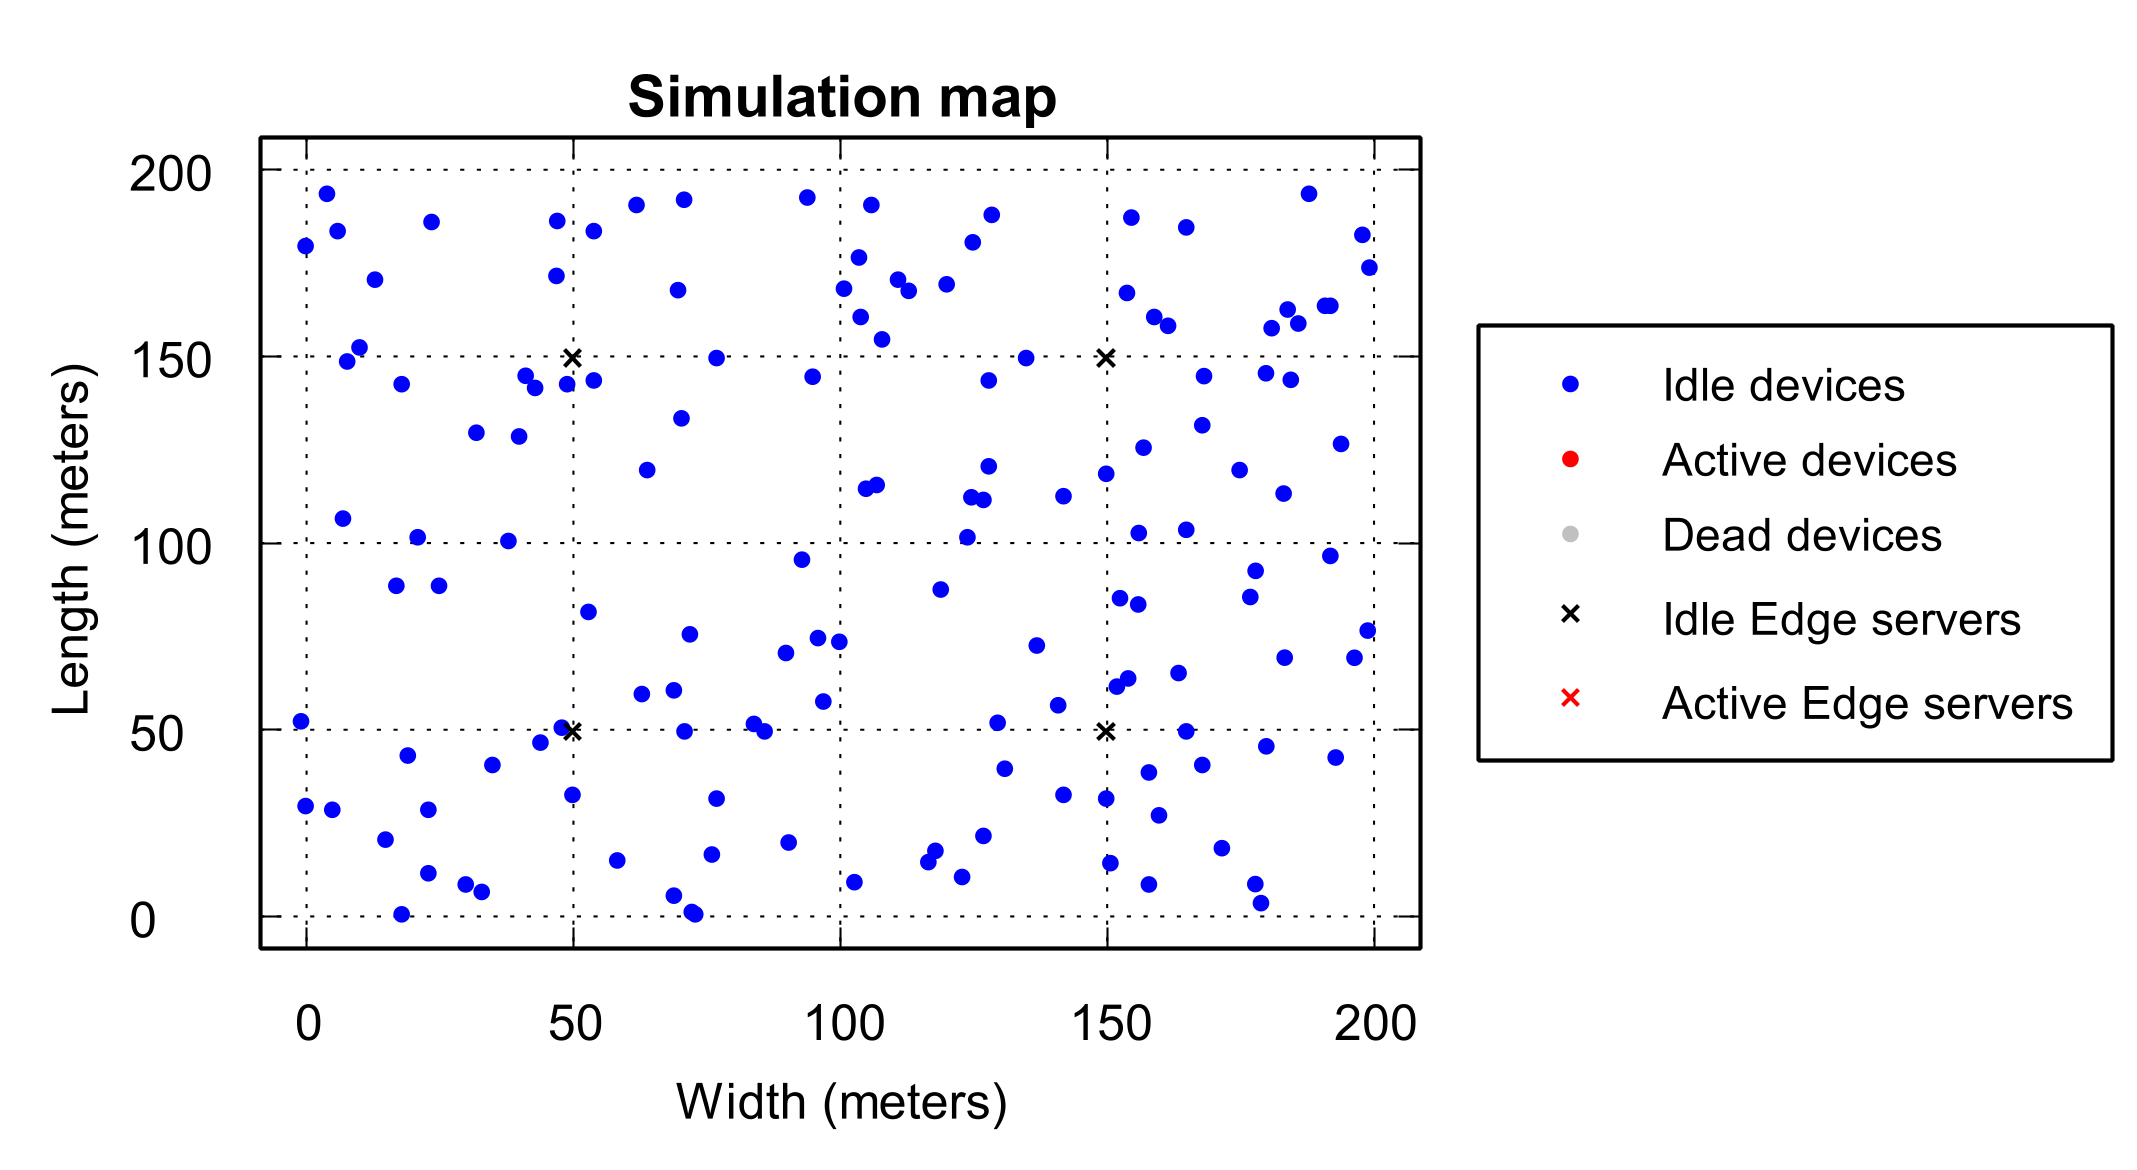 Simulation map
200
150
100
50
0
Length (meters)
0 50 100 150 200
Width (meters)
Idle devices
Active devices
Dead devices
Idle Edge servers
Active Edge servers